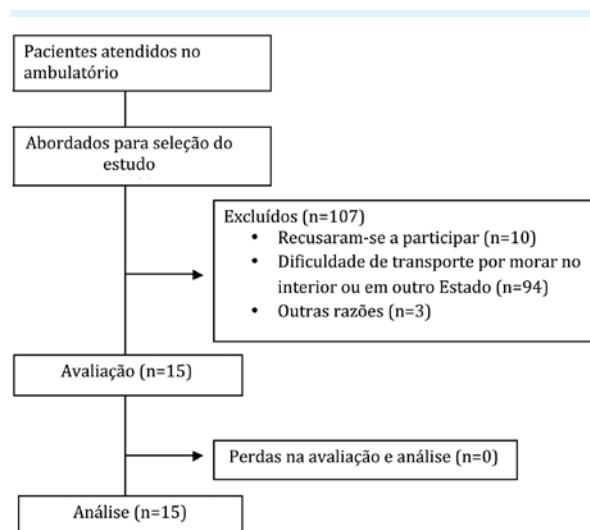 Pacientes atendidos no
ambulatório
Abordados para seleção do
estudo
Excluídos (n=107)
• Recusaram-se a participar (n=10)
• Dificuldade de transporte por morar no
interior ou em outro Estado (n=94)
• Outras razões (n=3)
Avaliação (n=15)
Perdas na avaliação e análise (n=0)
Análise (n=15)